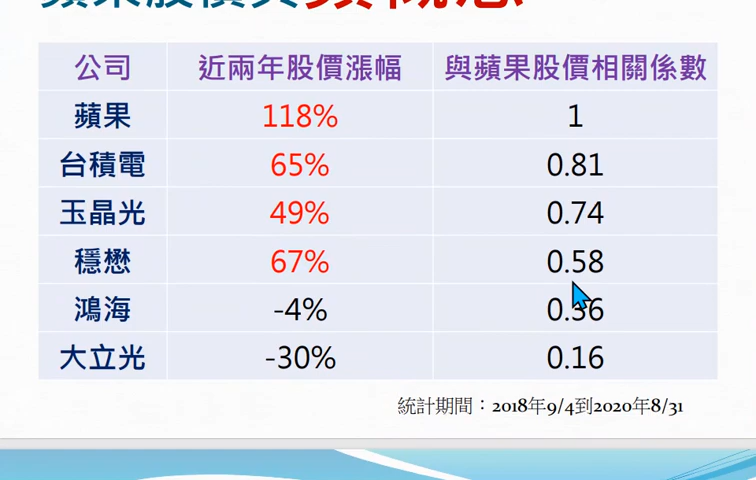 公司 近兩年股價漲幅 與蘋果股價相關係數
蘋果 118% 1
台積電 65% 0.81
玉晶光 49% 0.74
穩懋 67% 0.58
鴻海 -4% 0.36
大立光 -30% 0.16
統計期間：2018年9/4到2020年8/31